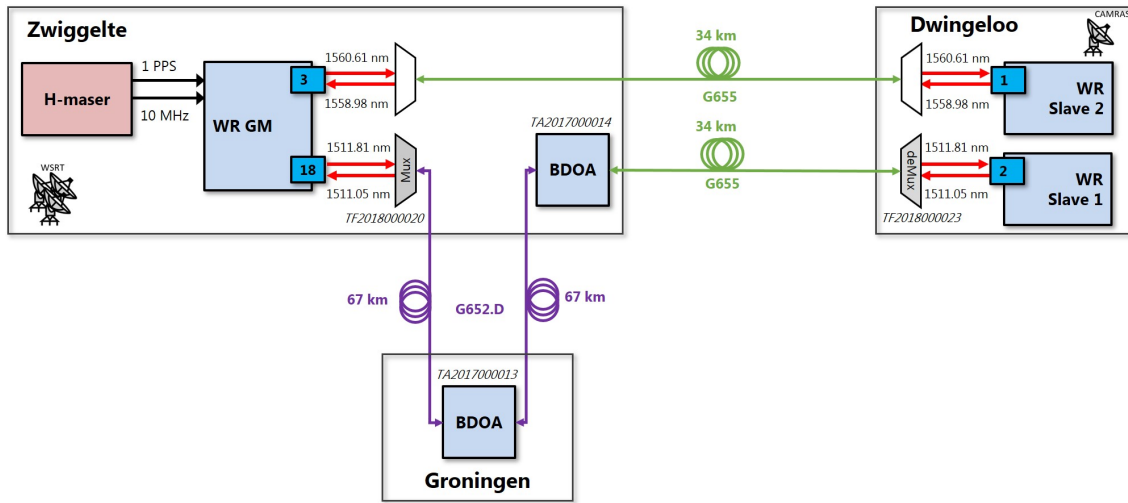 Zwiggelte
H-maser
1 PPS
10 MHz
WR GM
3
18
1560.61 nm
1558.98 nm
1511.81 nm
1511.05 nm
Mux
TF2018000020
WSRT
TA2017000014
BDOA
34 km
G655
34 km
G655
Dwingeloo
CAMRAS
1560.61 nm
1558.98 nm
1
WR
Slave 2
deMux
1511.81 nm
1511.05 nm
2
WR
Slave 1
TF2018000023
67 km
G652.D
67 km
TA2017000013
BDOA
Groningen